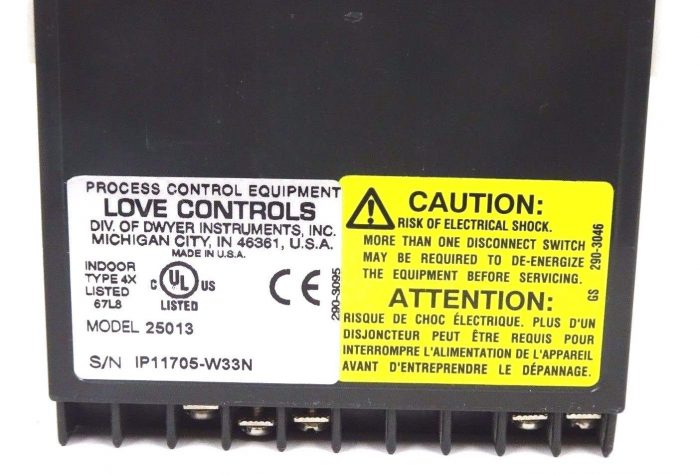 PROCESS CONTROL EQUIPMENT
LOVE CONTROLS
DIV. OF DWYER INSTRUMENTS, INC.
MICHIGAN CITY, IN 46361, U.S.A.
MADE IN U.S.A.
INDOOR
TYPE 4X
LISTED
67L8
C UL US
LISTED
CE
290-3095
MODEL 25013
S/N IP11705-W33N
CAUTION:
RISK OF ELECTRICAL SHOCK.
MORE THAN ONE DISCONNECT SWITCH
MAY BE REQUIRED TO DE-ENERGIZE
THE EQUIPMENT BEFORE SERVICING.
ATTENTION:
RISQUE DE CHOC ÉLECTRIQUE. PLUS D'UN
DISJONCTEUR PEUT ÊTRE REQUIS POUR
INTERROMPRE L'ALIMENTATION DE L'APPAREIL
AVANT D'ENTREPRENDRE LE DÉPANNAGE.
GS 290-3046